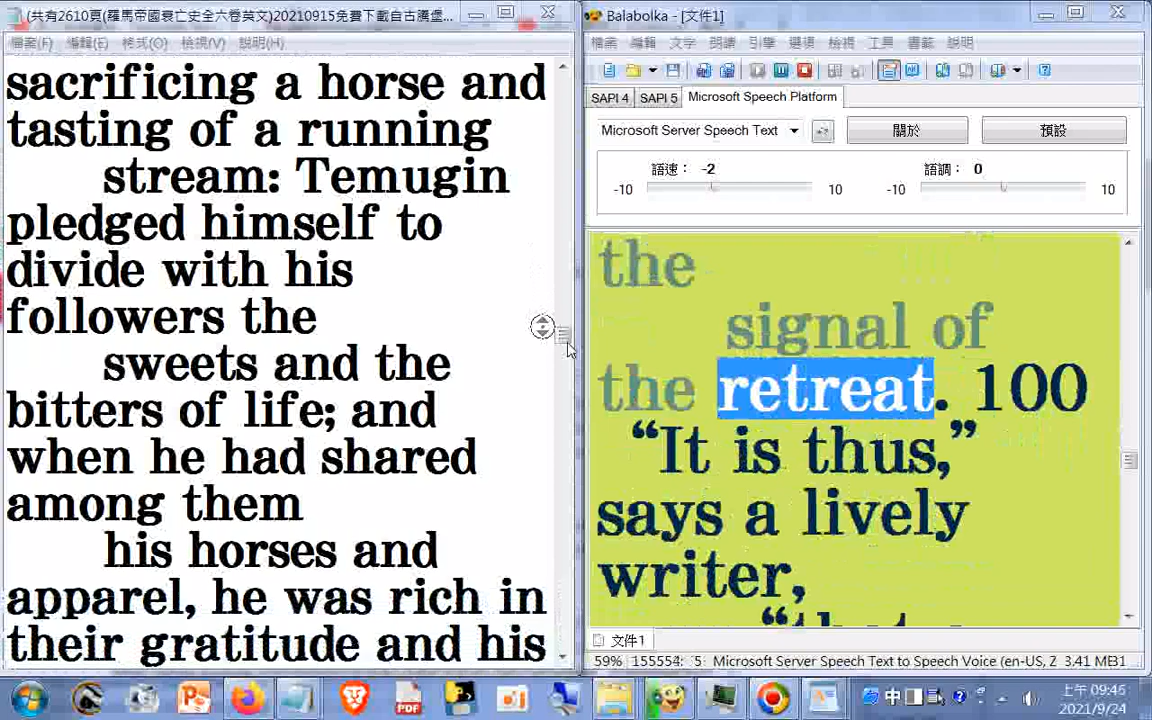 (共有2610頁(羅馬帝國衰亡史全六卷英文)20210915免費下載自古騰堡...
檔案(F) 編輯(E) 格式(O) 檢視(V) 說明(H)
sacrificing a horse and
tasting of a running
stream: Temugin
pledged himself to
divide with his
followers the
sweets and the
bitters of life; and
when he had shared
among them
his horses and
apparel, he was rich in
their gratitude and his
Balabolka - [文件1]
檔案 編輯 文字 朗讀 引擎 選項 檢視 工具 書籤 說明
SAPI 4 SAPI 5 Microsoft Speech Platform
Microsoft Server Speech Text 關於 預設
語速： -2 語調： 0
-10 10 -10 10
the
signal of
the retreat. 100
“It is thus,”
says a lively
writer,
“that a
文件1
59% 155554: 5 Microsoft Server Speech Text to Speech Voice (en-US, Z 3.41 MB1
中
上午 09:46
2021/9/24